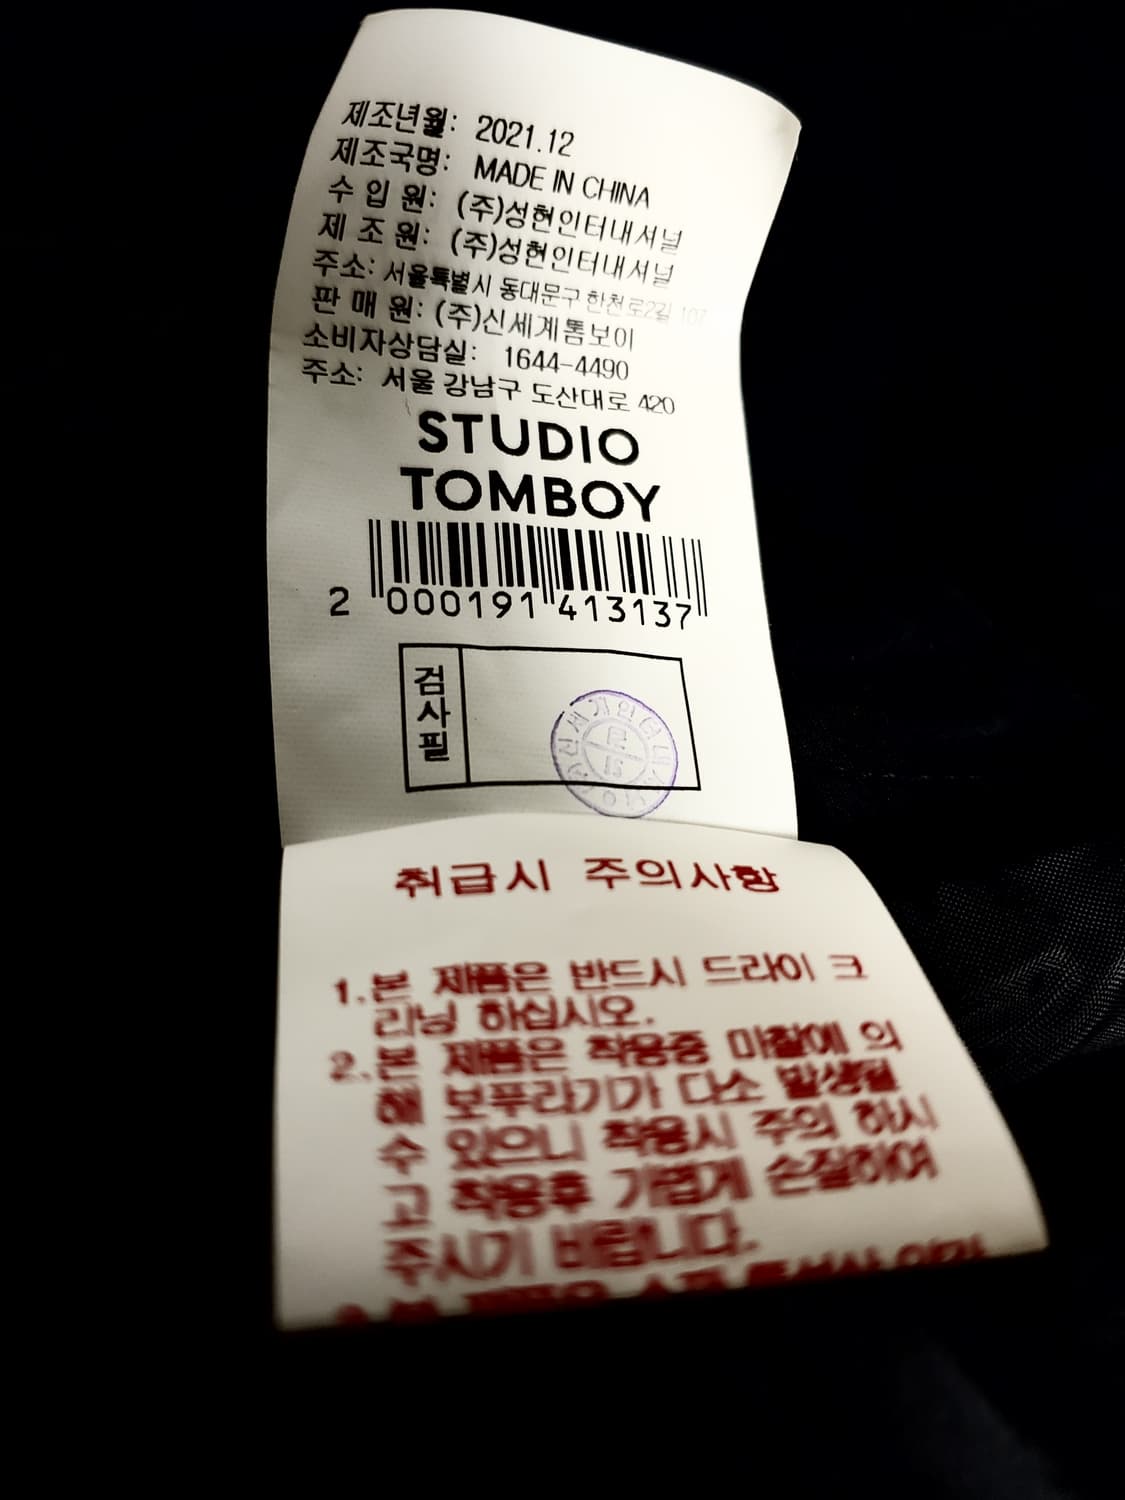 제조년월: 2021.12
제조국명: MADE IN CHINA
수 입 원: (주)성현인터내셔널
제 조 원: (주)성현인터내셔널
주소: 서울특별시 동대문구 한천로2길 107
판 매 원: (주)신세계톰보이
소비자상담실: 1644-4490
주소: 서울 강남구 도산대로 420
STUDIO
TOMBOY
2 000191 413137
검사필
취급시 주의사항
1.본 제품은 반드시 드라이 크
리닝 하십시오.
2.본 제품은 착용중 마찰에 의
해 보푸라기가 다소 발생될
수 있으니 착용시 주의 하시
고 착용후 가볍게 손질하여
주시기 바랍니다.
본 제품은